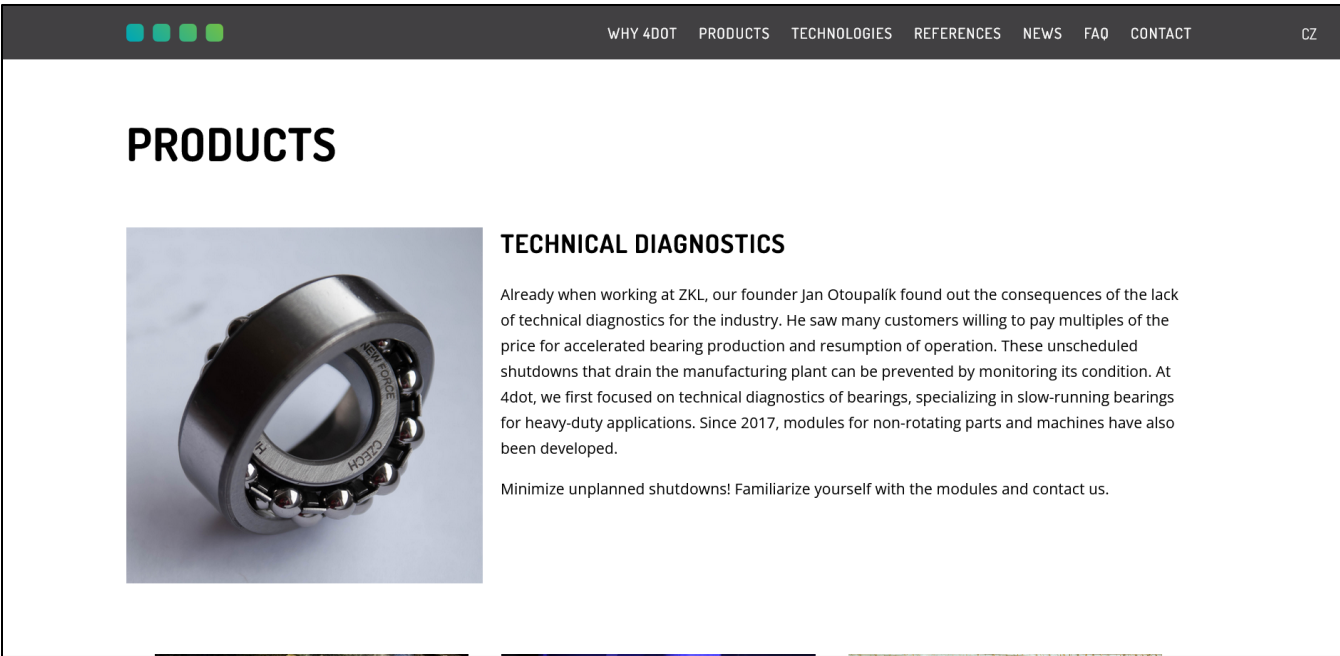 WHY 4DOT PRODUCTS TECHNOLOGIES REFERENCES NEWS FAQ CONTACT CZ
PRODUCTS
TECHNICAL DIAGNOSTICS
Already when working at ZKL, our founder Jan Otoupalík found out the consequences of the lack
of technical diagnostics for the industry. He saw many customers willing to pay multiples of the
price for accelerated bearing production and resumption of operation. These unscheduled
shutdowns that drain the manufacturing plant can be prevented by monitoring its condition. At
4dot, we first focused on technical diagnostics of bearings, specializing in slow-running bearings
for heavy-duty applications. Since 2017, modules for non-rotating parts and machines have also
been developed.
Minimize unplanned shutdowns! Familiarize yourself with the modules and contact us.
NEW FORCE
CZECH